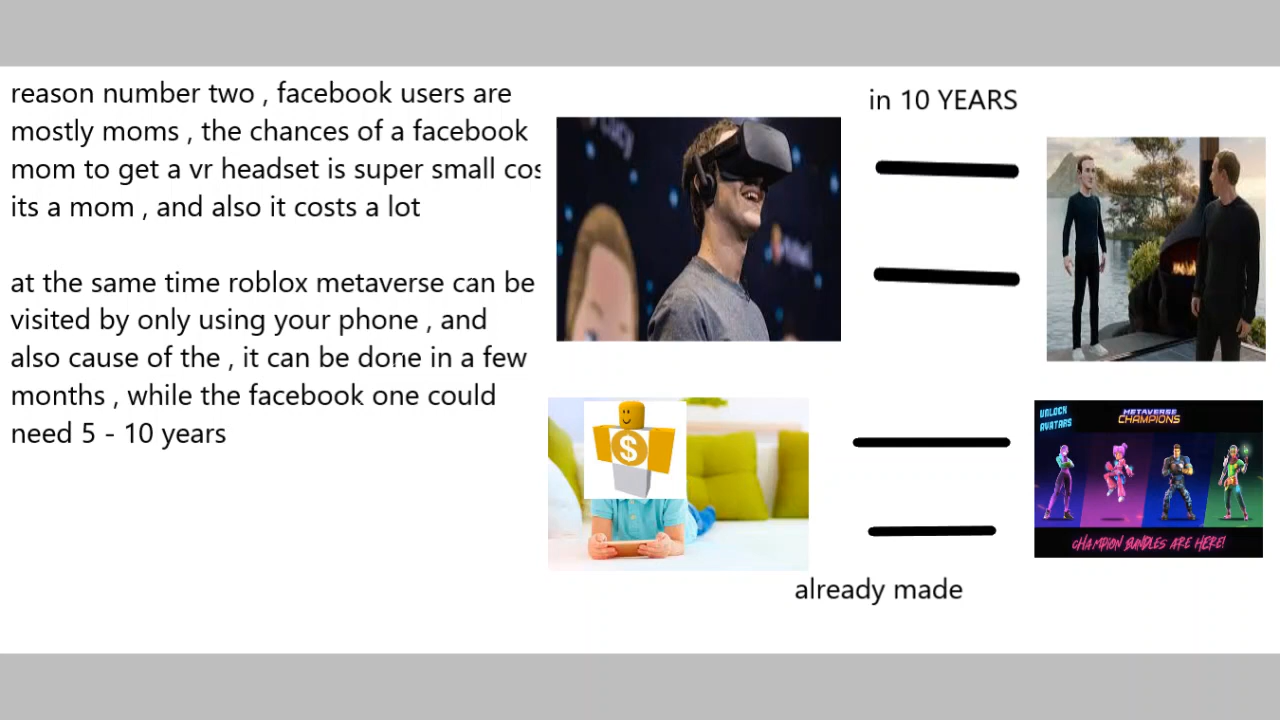 reason number two , facebook users are
mostly moms , the chances of a facebook
mom to get a vr headset is super small cos
its a mom , and also it costs a lot
at the same time roblox metaverse can be
visited by only using your phone , and
also cause of the , it can be done in a few
months , while the facebook one could
need 5 - 10 years
in 10 YEARS
UNLOCK
AVATARS
METAVERSE
CHAMPIONS
CHAMPION BUNDLES ARE HERE!
$
already made